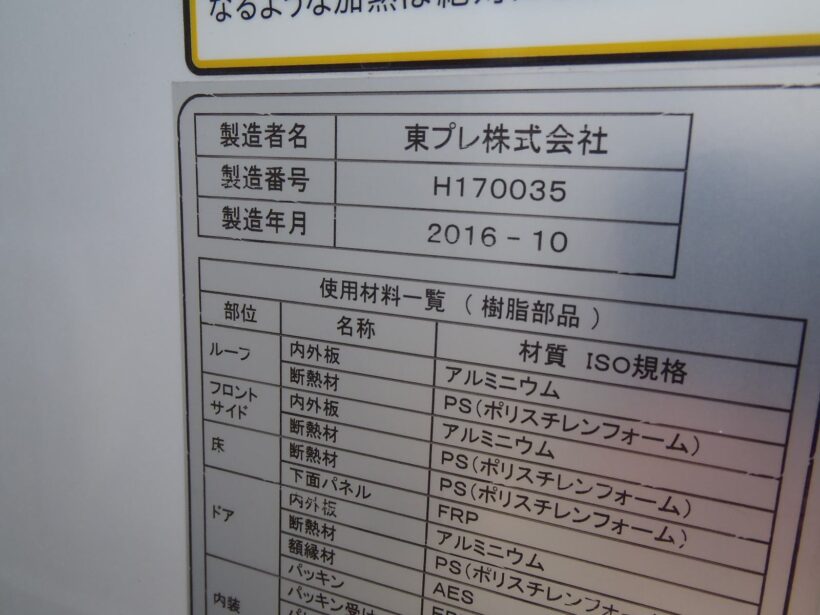 なるような加熱は絶対
製造者名 東プレ株式会社
製造番号 H170035
製造年月 2016－10
使用材料一覧 （ 樹脂部品 ）
部位 名称 材質 ISO規格
ルーフ 内外板 アルミニウム
断熱材 PS(ポリスチレンフォーム)
フロント
サイド 内外板 アルミニウム
断熱材 PS(ポリスチレンフォーム)
床 断熱材 PS(ポリスチレンフォーム)
下面パネル FRP
ドア 内外板 アルミニウム
断熱材 PS(ポリスチレンフォーム
額縁材 AES
内装 パッキン
パッキン受け